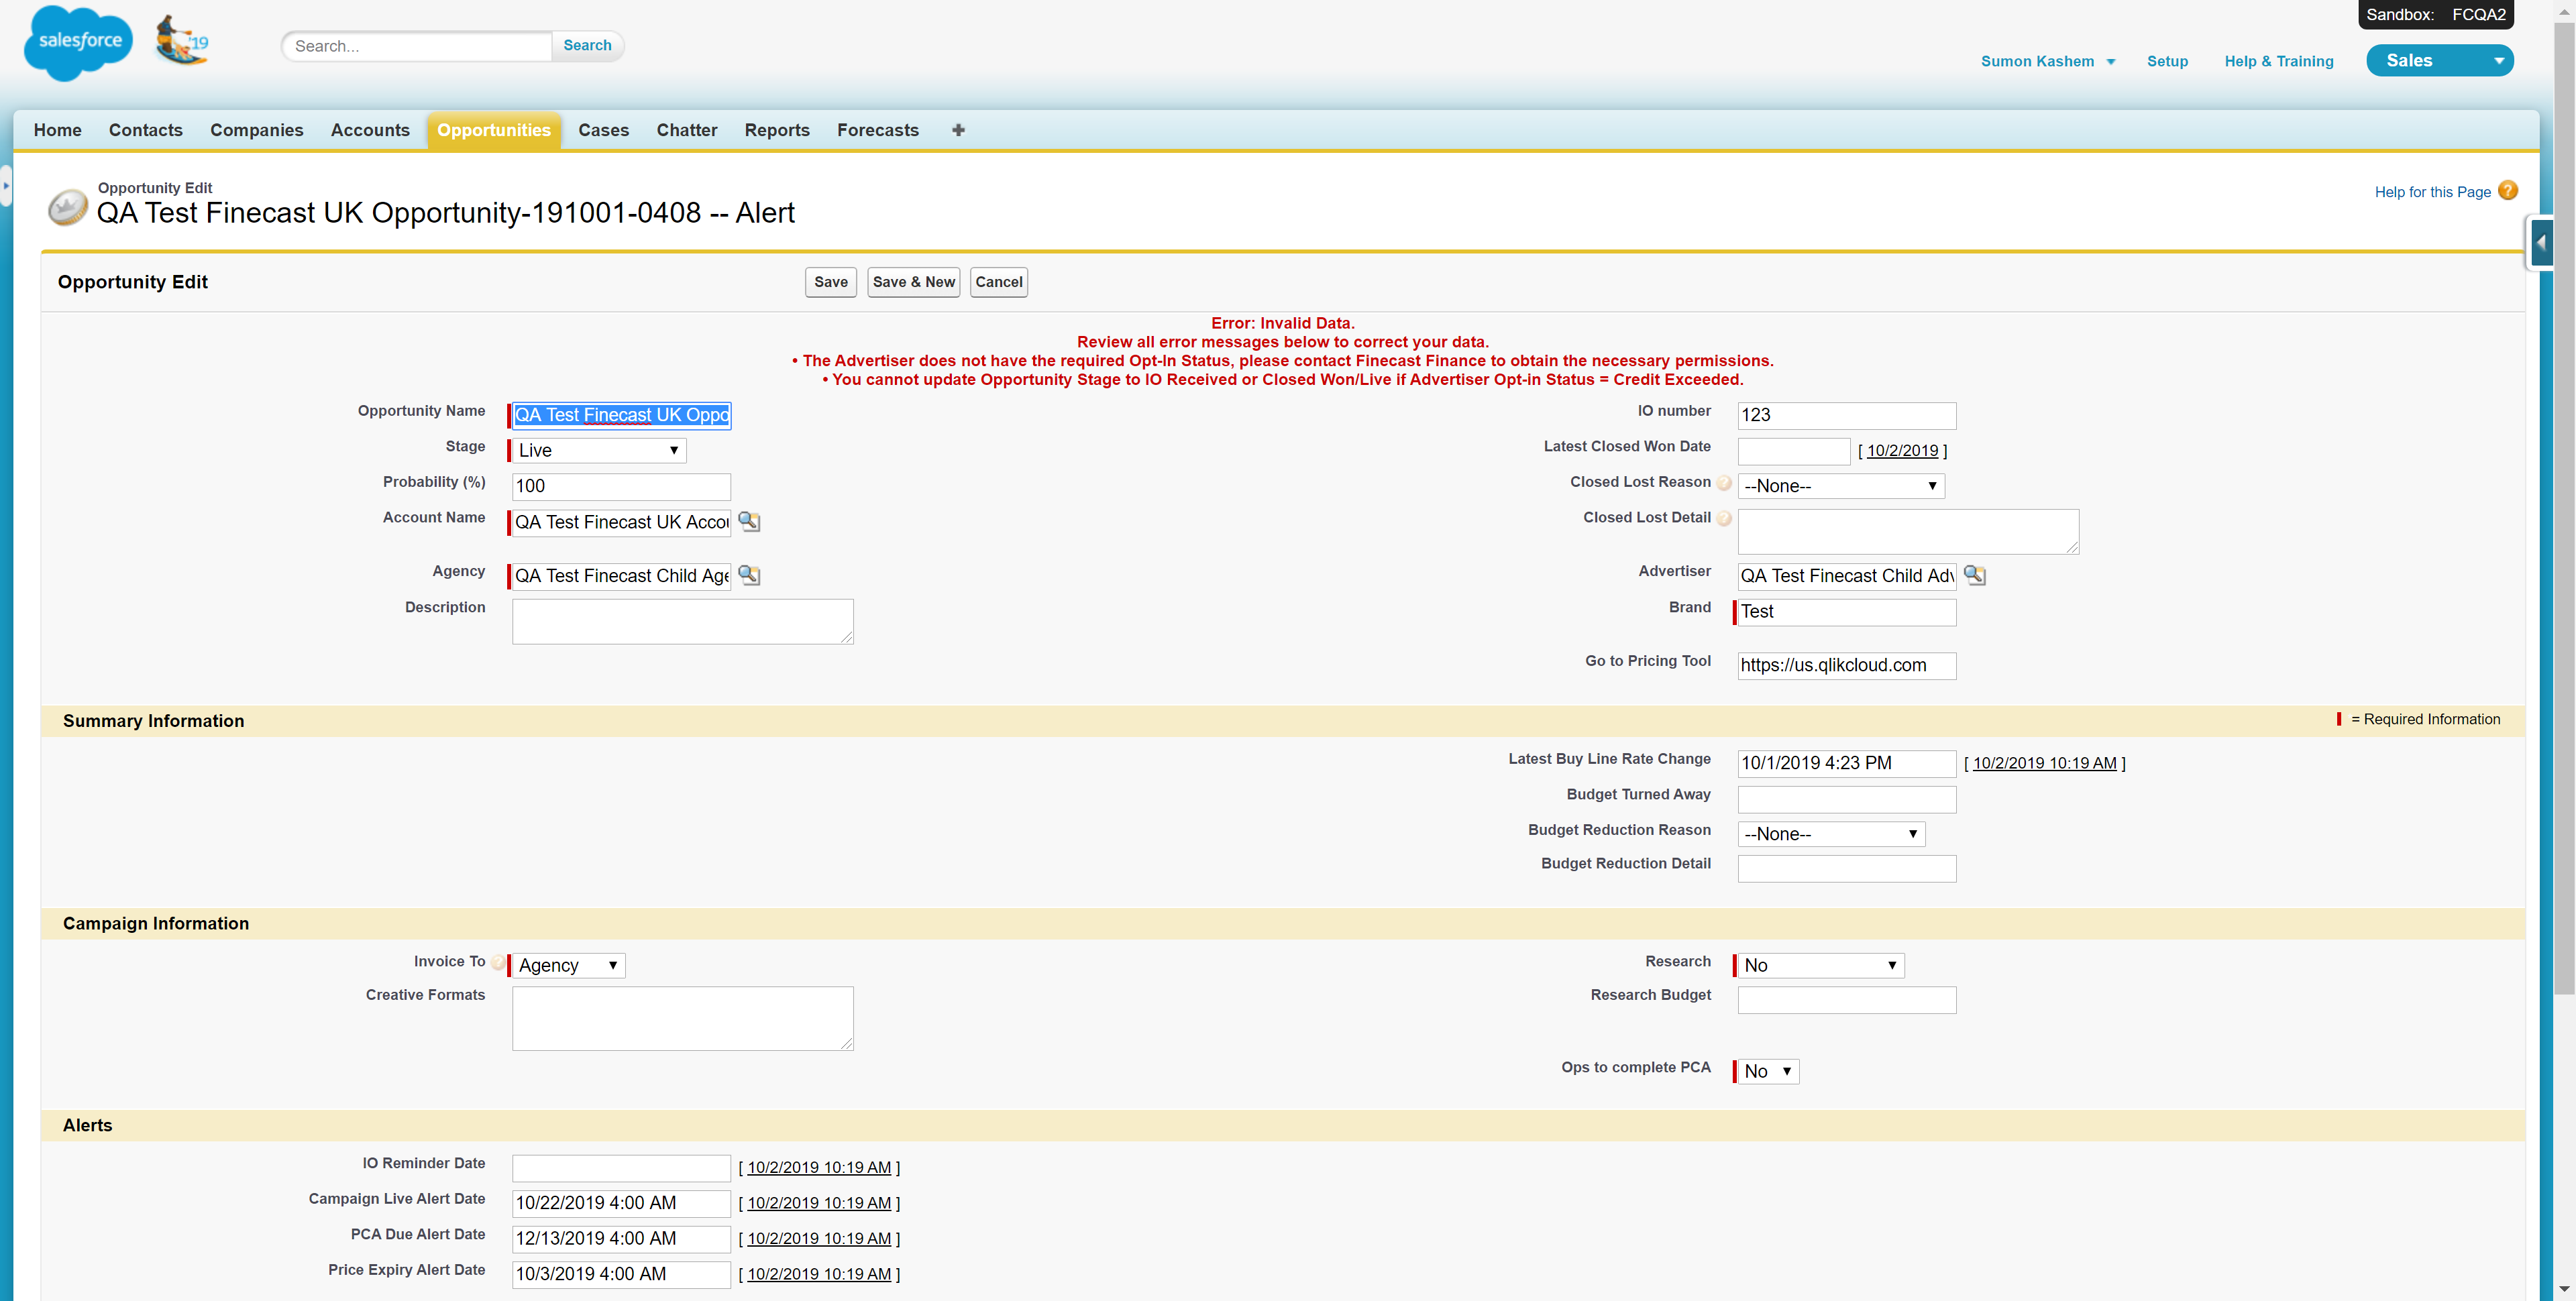 Sandbox: FCQA2
salesforce
'19
Search...
Search
Sumon Kashem
Setup
Help & Training
Sales
Home
Contacts
Companies
Accounts
Opportunities
Cases
Chatter
Reports
Forecasts
Opportunity Edit
QA Test Finecast UK Opportunity-191001-0408 -- Alert
Help for this Page ?
Opportunity Edit
Save
Save & New
Cancel
Error: Invalid Data.
Review all error messages below to correct your data.
• The Advertiser does not have the required Opt-In Status, please contact Finecast Finance to obtain the necessary permissions.
• You cannot update Opportunity Stage to IO Received or Closed Won/Live if Advertiser Opt-in Status = Credit Exceeded.
Opportunity Name QA Test Finecast UK Oppo
IO number 123
Stage Live
Latest Closed Won Date [ 10/2/2019 ]
Probability (%) 100
Closed Lost Reason ? --None--
Account Name QA Test Finecast UK Accou
Closed Lost Detail ?
Agency QA Test Finecast Child Age
Advertiser QA Test Finecast Child Adv
Description
Brand Test
Go to Pricing Tool https://us.qlikcloud.com
Summary Information
= Required Information
Latest Buy Line Rate Change 10/1/2019 4:23 PM [ 10/2/2019 10:19 AM ]
Budget Turned Away
Budget Reduction Reason --None--
Budget Reduction Detail
Campaign Information
Invoice To ? Agency
Research No
Creative Formats
Research Budget
Ops to complete PCA No
Alerts
IO Reminder Date [ 10/2/2019 10:19 AM ]
Campaign Live Alert Date 10/22/2019 4:00 AM [ 10/2/2019 10:19 AM ]
PCA Due Alert Date 12/13/2019 4:00 AM [ 10/2/2019 10:19 AM ]
Price Expiry Alert Date 10/3/2019 4:00 AM [ 10/2/2019 10:19 AM ]